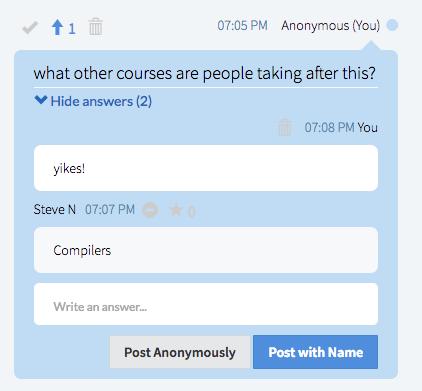 1 07:05 PM Anonymous (You)
what other courses are people taking after this?
Hide answers (2)
07:08 PM You
yikes!
Steve N 07:07 PM 0
Compilers
Write an answer...
Post Anonymously Post with Name